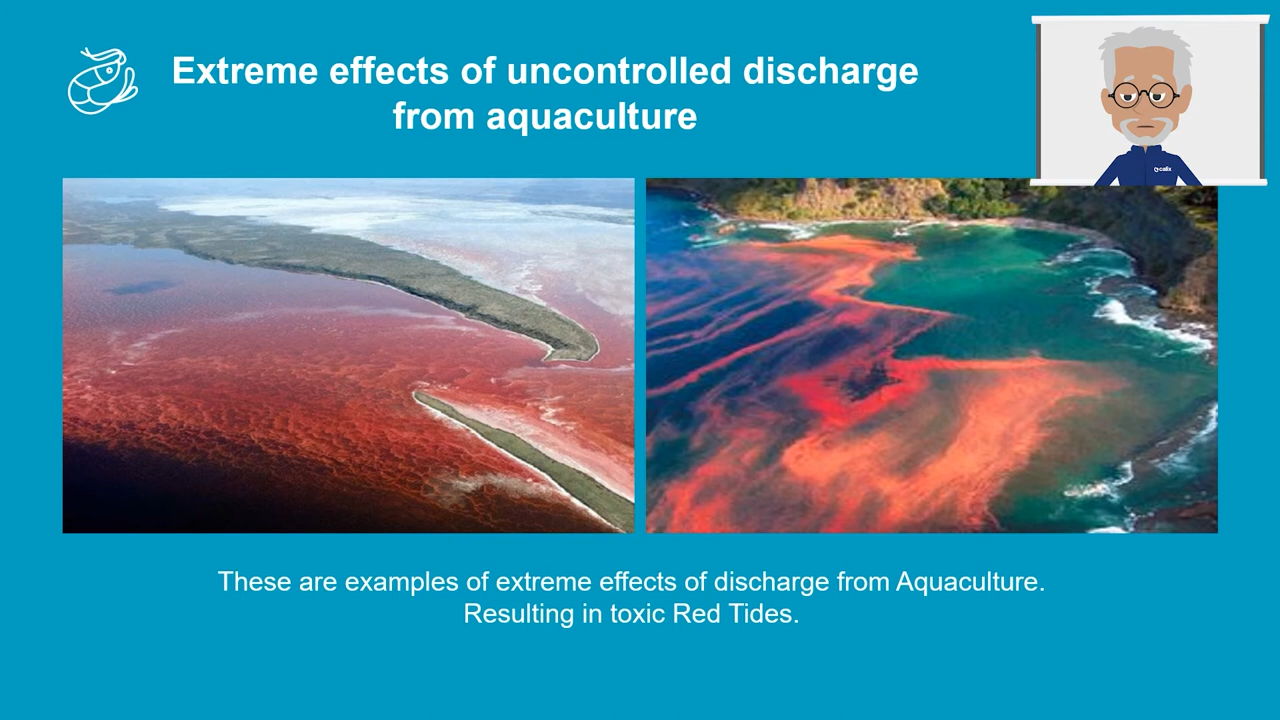 Extreme effects of uncontrolled discharge
from aquaculture
calix
These are examples of extreme effects of discharge from Aquaculture.
Resulting in toxic Red Tides.